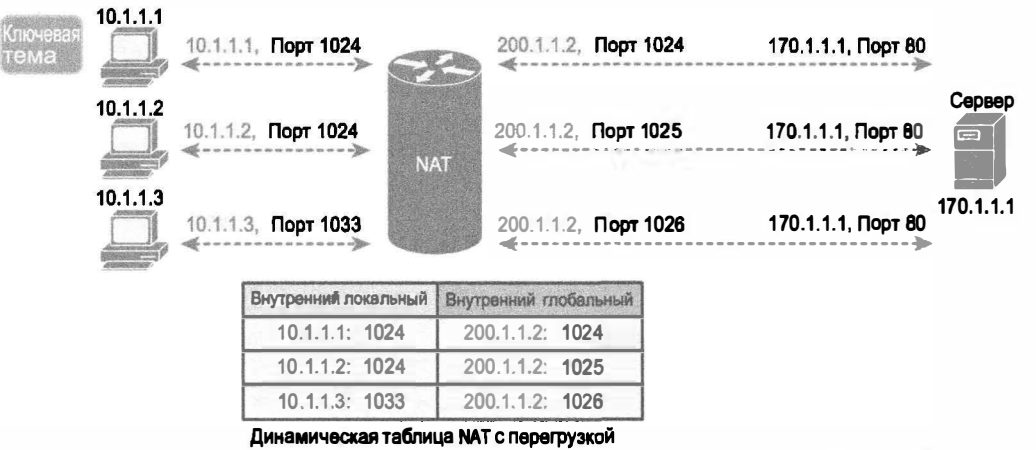 Ключевая
тема
10.1.1.1
10.1.1.1, Порт 1024
200.1.1.2, Порт 1024
170.1.1.1, Порт 80
10.1.1.2
10.1.1.2, Порт 1024
NAT
200.1.1.2, Порт 1025
170.1.1.1, Порт 80
Сервер
170.1.1.1
10.1.1.3
10.1.1.3, Порт 1033
200.1.1.2, Порт 1026
170.1.1.1, Порт 80
Внутренний локальный
Внутренний глобальный
10.1.1.1: 1024
200.1.1.2: 1024
10.1.1.2: 1024
200.1.1.2: 1025
10.1.1.3: 1033
200.1.1.2: 1026
Динамическая таблица NAT с перегрузкой